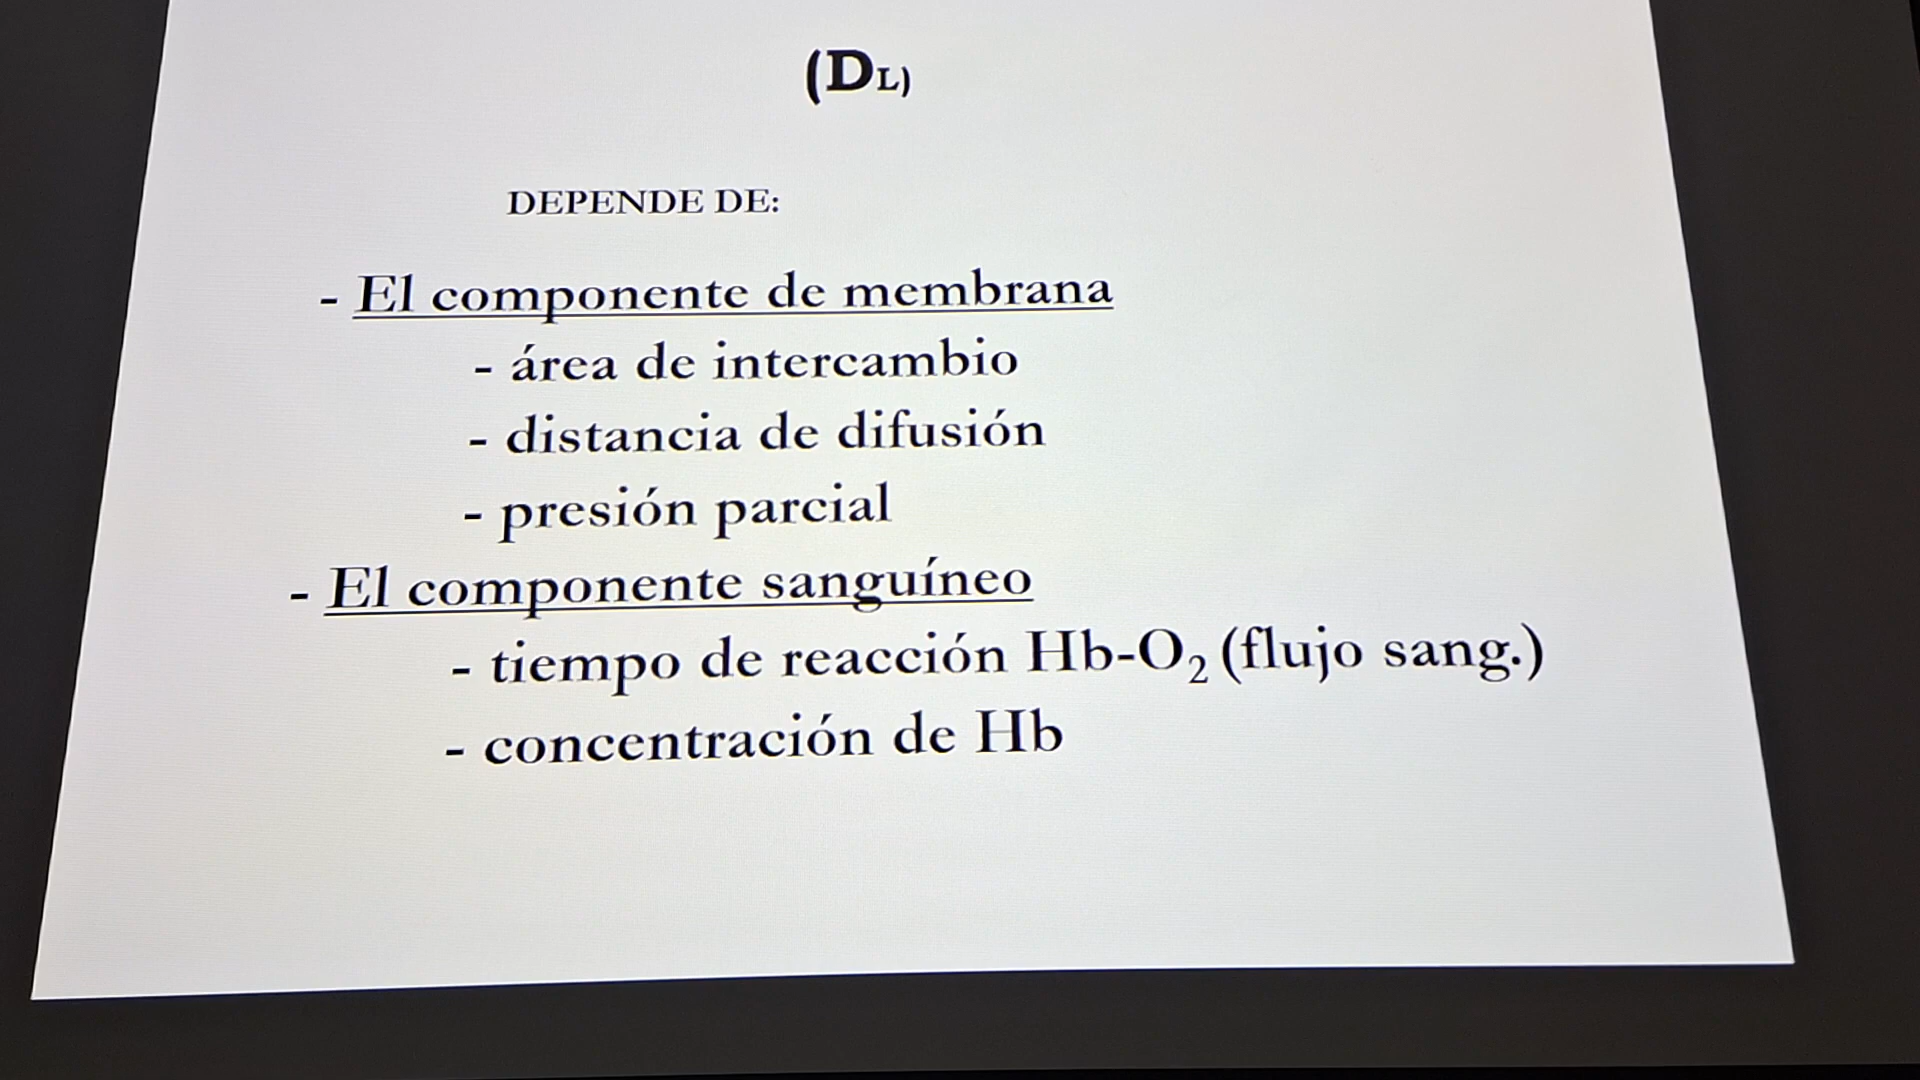 (DL)
DEPENDE DE:
- El componente de membrana
- área de intercambio
- distancia de difusión
- presión parcial
- El componente sanguíneo
- tiempo de reacción Hb-O₂ (flujo sang.)
- concentración de Hb